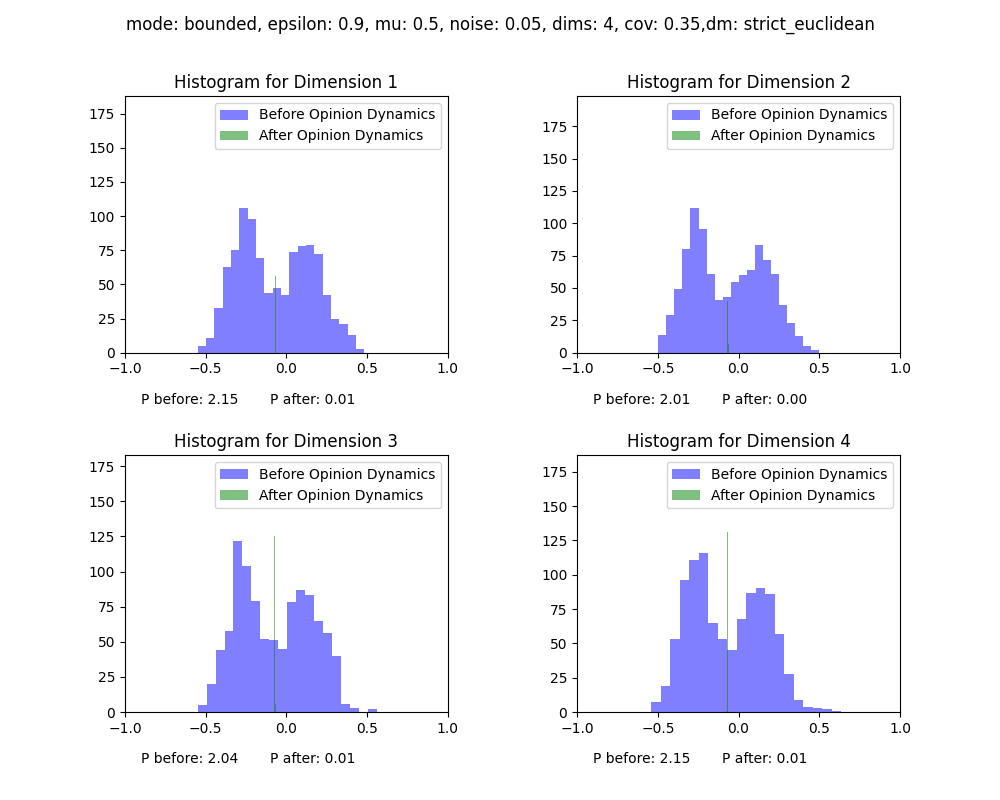 mode: bounded, epsilon: 0.9, mu: 0.5, noise: 0.05, dims: 4, cov: 0.35,dm: strict_euclidean
Histogram for Dimension 1
Before Opinion Dynamics
After Opinion Dynamics
175
150
125
100
75
50
25
0
−1.0 −0.5 0.0 0.5 1.0
P before: 2.15 P after: 0.01
Histogram for Dimension 2
Before Opinion Dynamics
After Opinion Dynamics
175
150
125
100
75
50
25
0
−1.0 −0.5 0.0 0.5 1.0
P before: 2.01 P after: 0.00
Histogram for Dimension 3
Before Opinion Dynamics
After Opinion Dynamics
175
150
125
100
75
50
25
0
−1.0 −0.5 0.0 0.5 1.0
P before: 2.04 P after: 0.01
Histogram for Dimension 4
Before Opinion Dynamics
After Opinion Dynamics
175
150
125
100
75
50
25
0
−1.0 −0.5 0.0 0.5 1.0
P before: 2.15 P after: 0.01